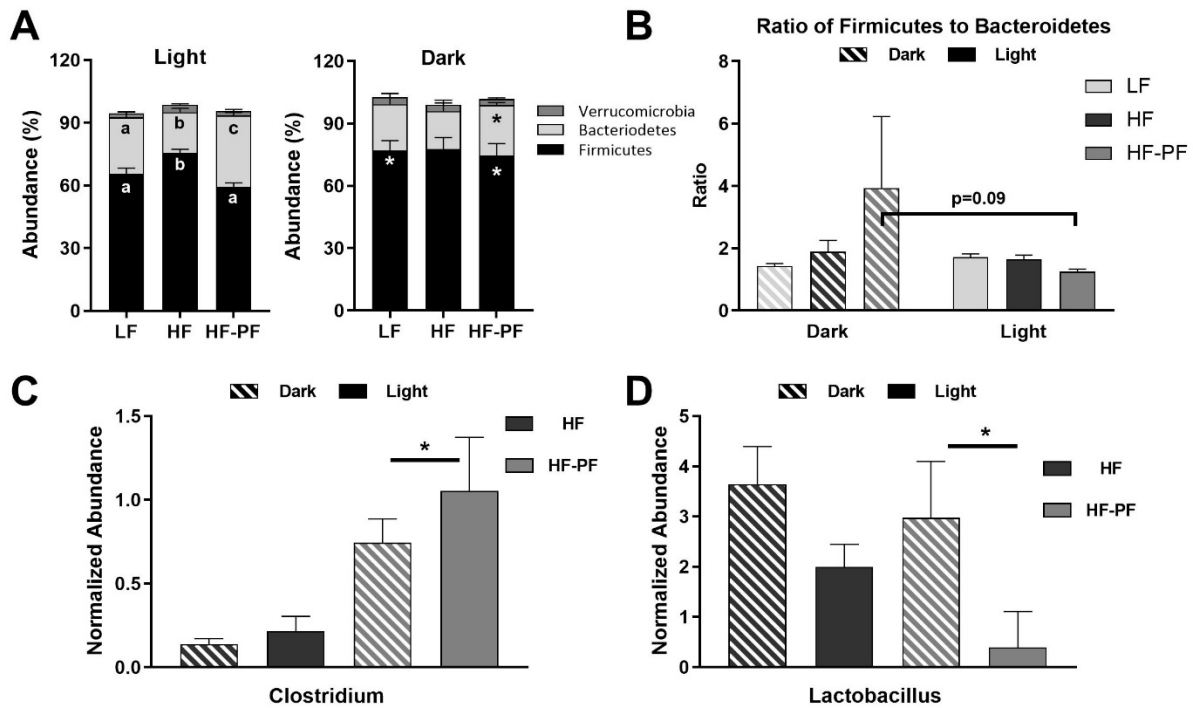 A
Light
Dark
120
90
60
30
0
Abundance (%)
a
b
c
a
b
a
LF
HF
HF-PF
120
90
60
30
0
Abundance (%)
*
*
*
LF
HF
HF-PF
Verrucomicrobia
Bacteriodetes
Firmicutes
B
Ratio of Firmicutes to Bacteroidetes
Dark
Light
8
6
4
2
0
Ratio
p=0.09
Dark
Light
LF
HF
HF-PF
C
Dark
Light
1.5
1.0
0.5
0.0
Normalized Abundance
*
HF
HF-PF
Clostridium
D
Dark
Light
5
4
3
2
1
0
Normalized Abundance
*
HF
HF-PF
Lactobacillus